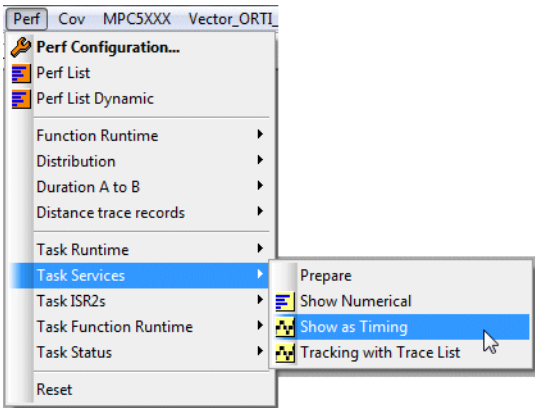 Perf Cov MPC5XXX Vector_ORTI_
Perf Configuration...
Perf List
Perf List Dynamic
Function Runtime
Distribution
Duration A to B
Distance trace records
Task Runtime
Task Services
Prepare
Task ISR2s
Show Numerical
Task Function Runtime
Show as Timing
Task Status
Tracking with Trace List
Reset